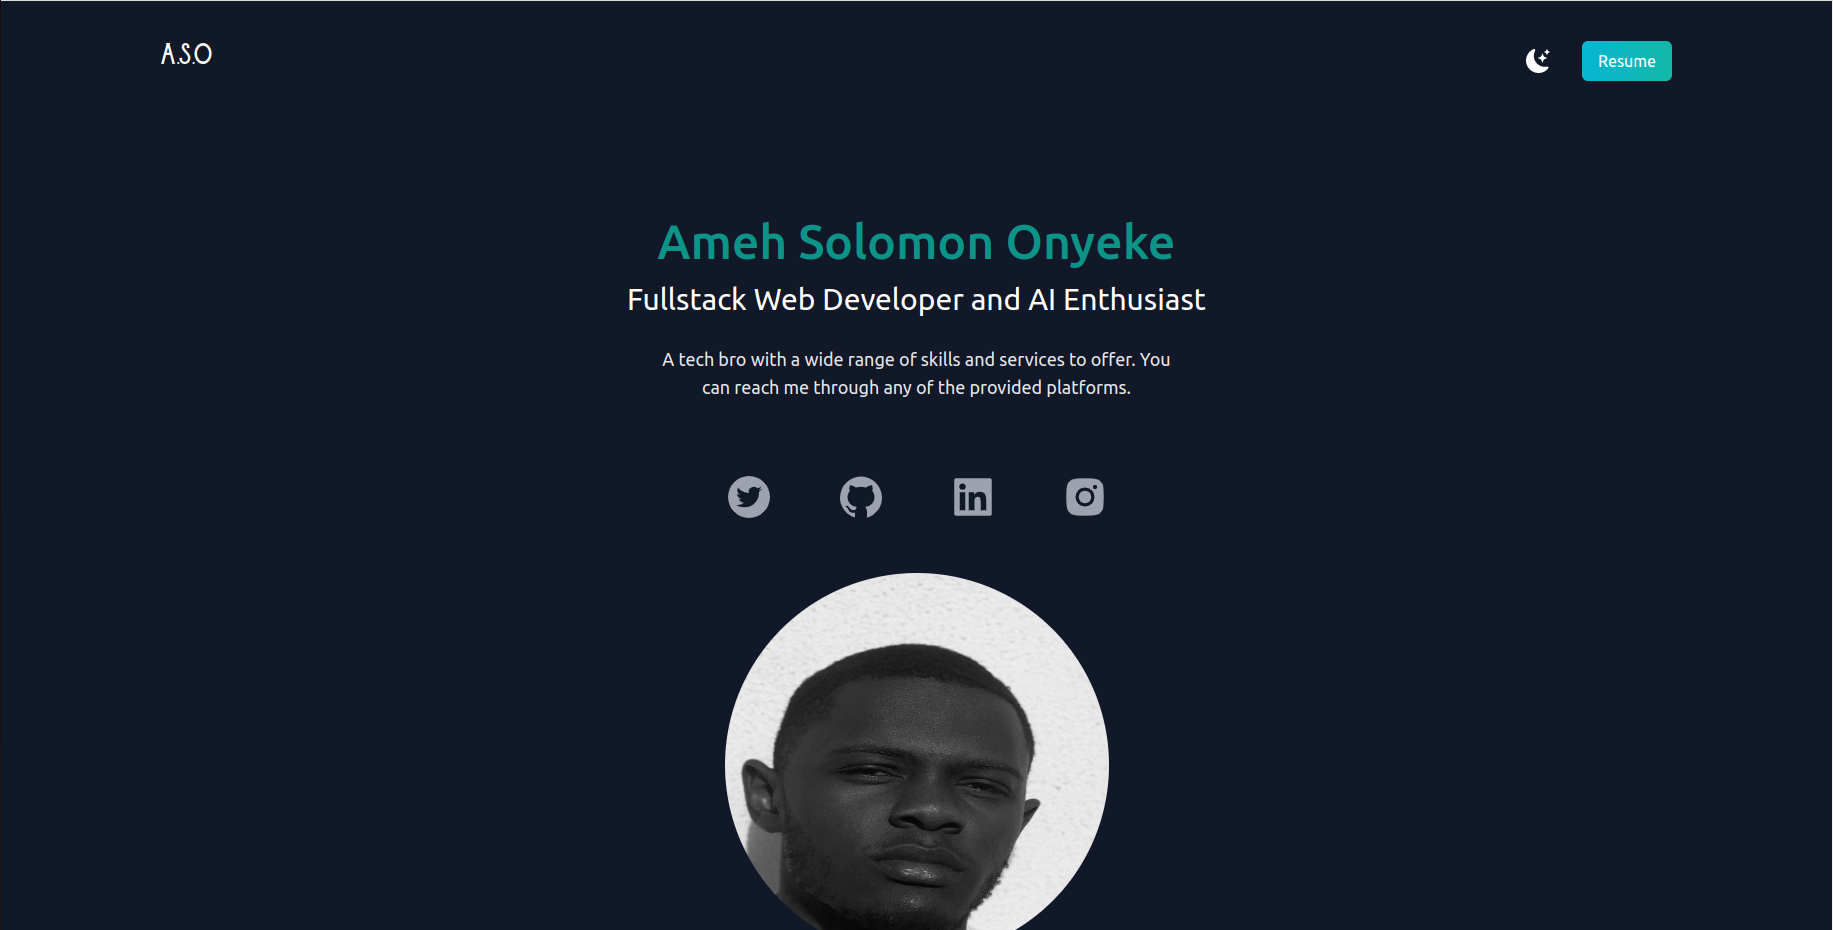 A.S.O
Resume
Ameh Solomon Onyeke
Fullstack Web Developer and AI Enthusiast
A tech bro with a wide range of skills and services to offer. You
can reach me through any of the provided platforms.
in